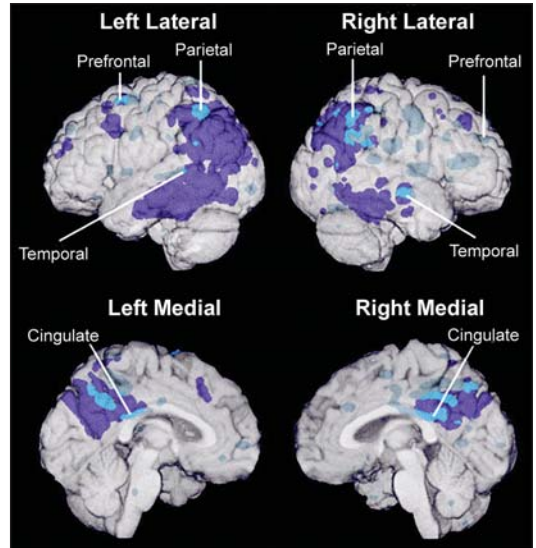 Left Lateral
Right Lateral
Prefrontal
Parietal
Parietal
Prefrontal
Temporal
Temporal
Left Medial
Right Medial
Cingulate
Cingulate